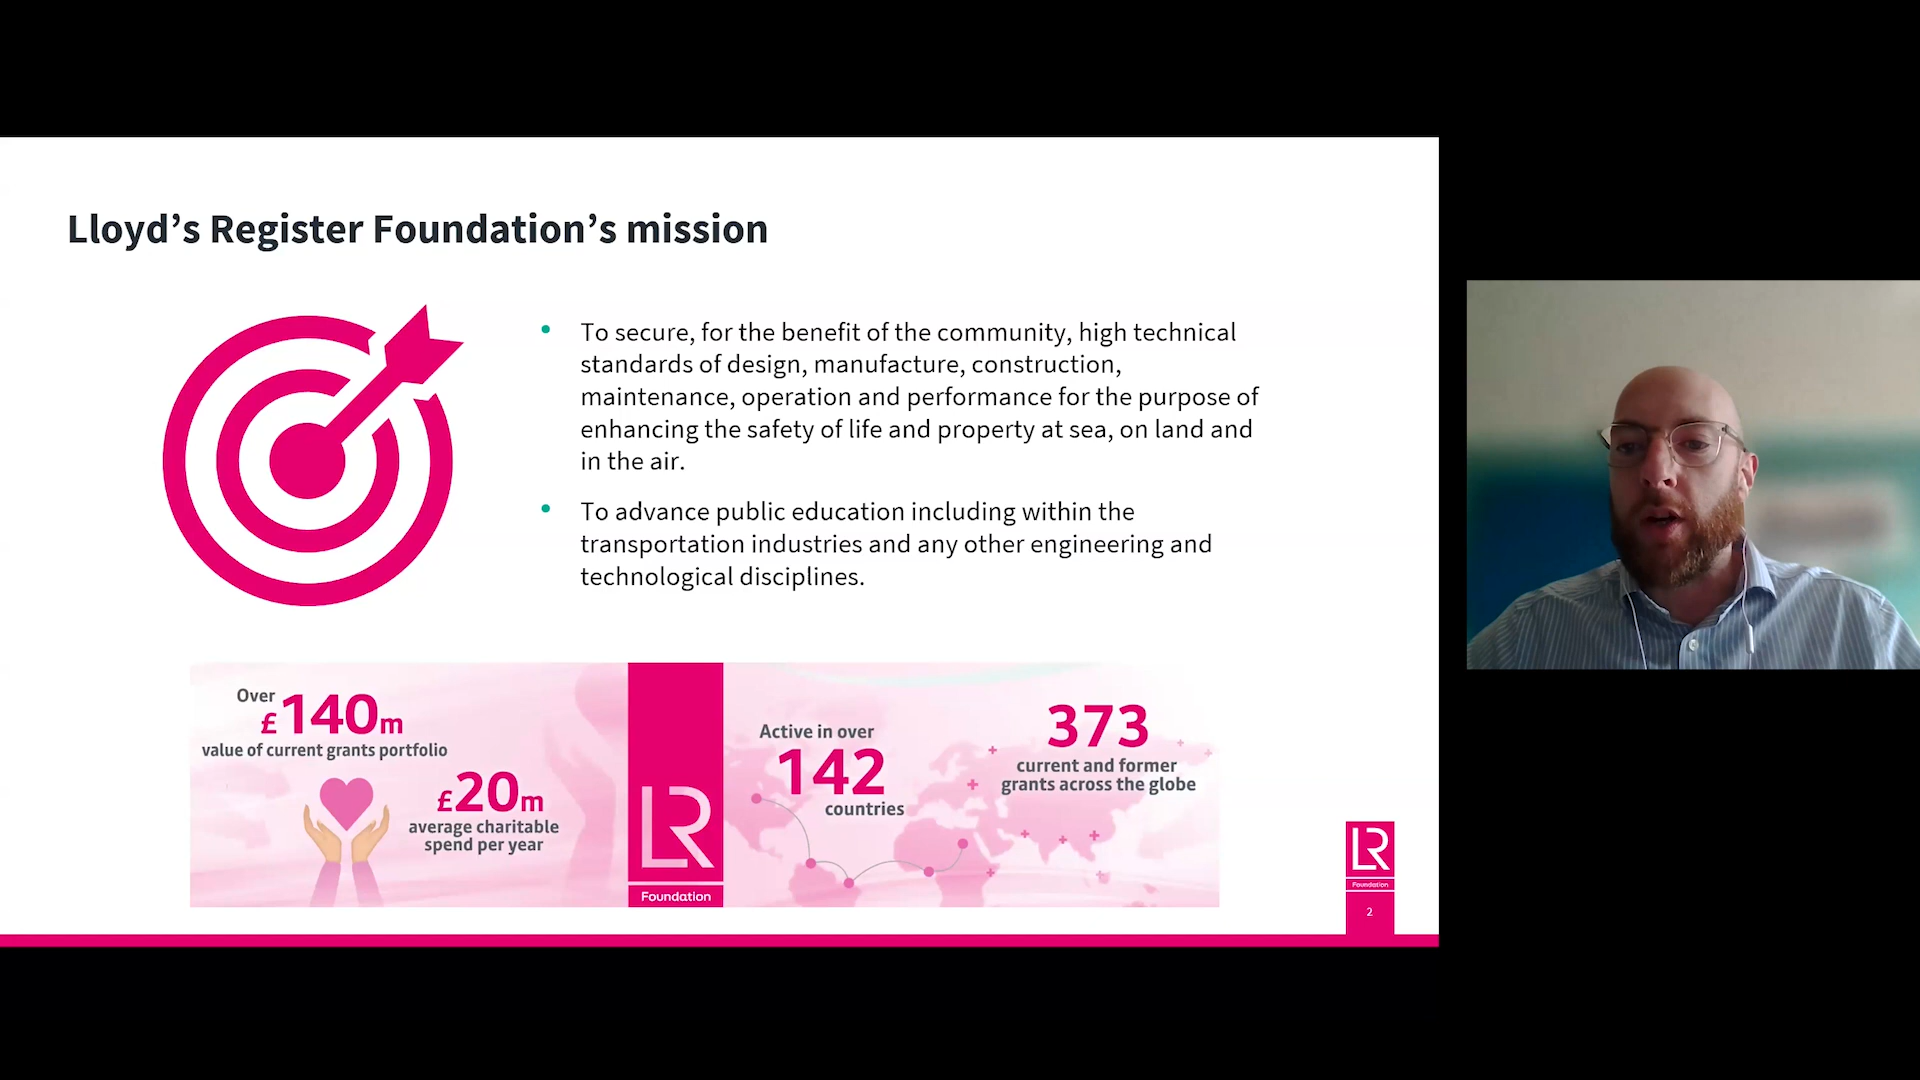 Lloyd’s Register Foundation’s mission
• To secure, for the benefit of the community, high technical
standards of design, manufacture, construction,
maintenance, operation and performance for the purpose of
enhancing the safety of life and property at sea, on land and
in the air.
• To advance public education including within the
transportation industries and any other engineering and
technological disciplines.
Over
£140m
value of current grants portfolio
£20m
average charitable
spend per year
LR
Foundation
Active in over
142
countries
373
current and former
grants across the globe
LR
Foundation
2